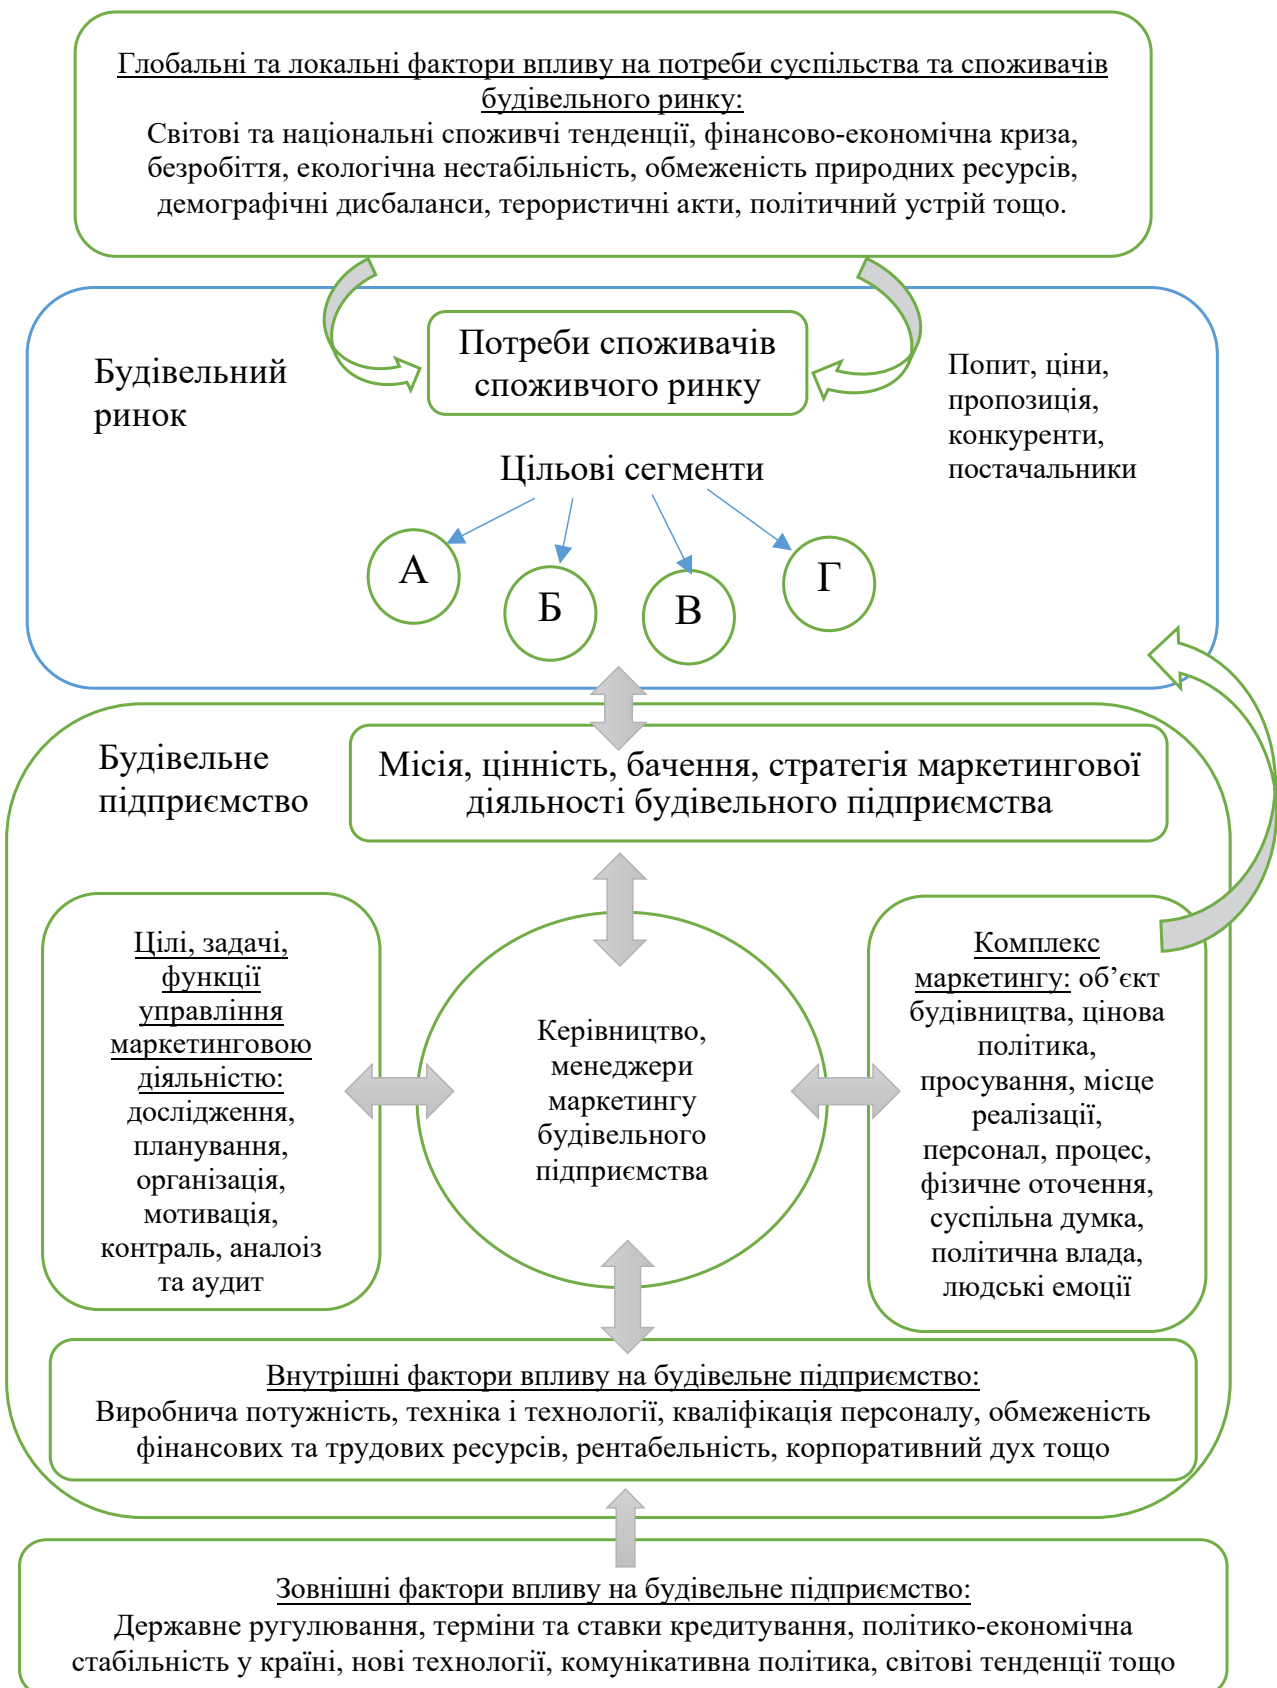 Глобальні та локальні фактори впливу на потреби суспільства та споживачів
будівельного ринку:
Світові та національні споживчі тенденції, фінансово-економічна криза,
безробіття, екологічна нестабільність, обмеженість природних ресурсів,
демографічні дисбаланси, терористичні акти, політичний устрій тощо.
Будівельний
ринок
Потреби споживачів
споживчого ринку
Попит, ціни,
пропозиція,
конкуренти,
постачальники
Цільові сегменти
А
Б
В
Г
Будівельне
підприємство
Місія, цінність, бачення, стратегія маркетингової
діяльності будівельного підприємства
Цілі, задачі,
функції
управління
маркетинговою
діяльністю:
дослідження,
планування,
організація,
мотивація,
контраль, аналоіз
та аудит
Керівництво,
менеджери
маркетингу
будівельного
підприємства
Комплекс
маркетингу: об’єкт
будівництва, цінова
політика,
просування, місце
реалізації,
персонал, процес,
фізичне оточення,
суспільна думка,
політична влада,
людські емоції
Внутрішні фактори впливу на будівельне підприємство:
Виробнича потужність, техніка і технології, кваліфікація персоналу, обмеженість
фінансових та трудових ресурсів, рентабельність, корпоративний дух тощо
Зовнішні фактори впливу на будівельне підприємство:
Державне ругулювання, терміни та ставки кредитування, політико-економічна
стабільність у країні, нові технології, комунікативна політика, світові тенденції тощо